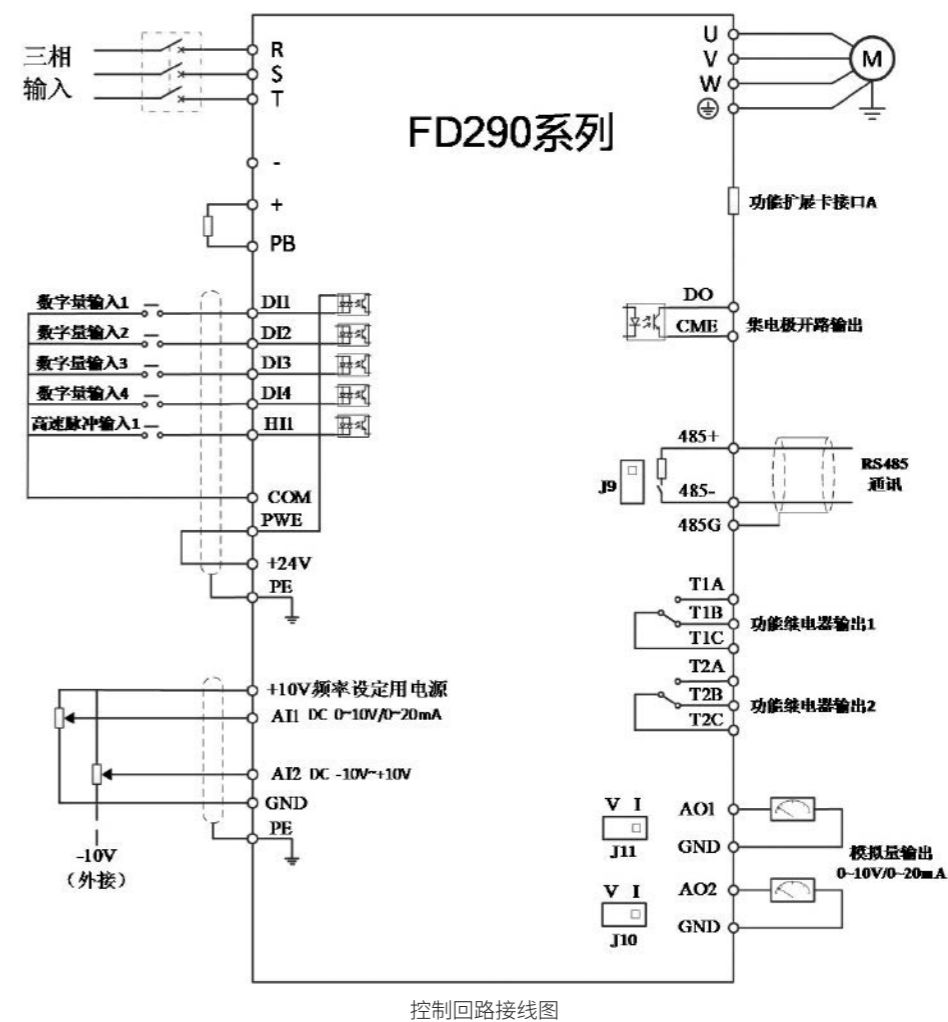 三相
输入
R
S
T
-
+
PB
FD290系列
U
V
W
M
功能扩展卡接口A
数字量输入1
数字量输入2
数字量输入3
数字量输入4
高速脉冲输入1
DI1
DI2
DI3
DI4
HI1
COM
PWE
+24V
PE
DO
CME
集电极开路输出
J9
485+
485-
485G
RS485
通讯
T1A
T1B
T1C
功能继电器输出1
T2A
T2B
T2C
功能继电器输出2
+10V频率设定用电源
AI1 DC 0~10V/0~20mA
AI2 DC -10V~+10V
GND
PE
-10V
（外接）
V I
J11
AO1
GND
V I
J10
AO2
GND
模拟量输出
0~10V/0~20mA
控制回路接线图